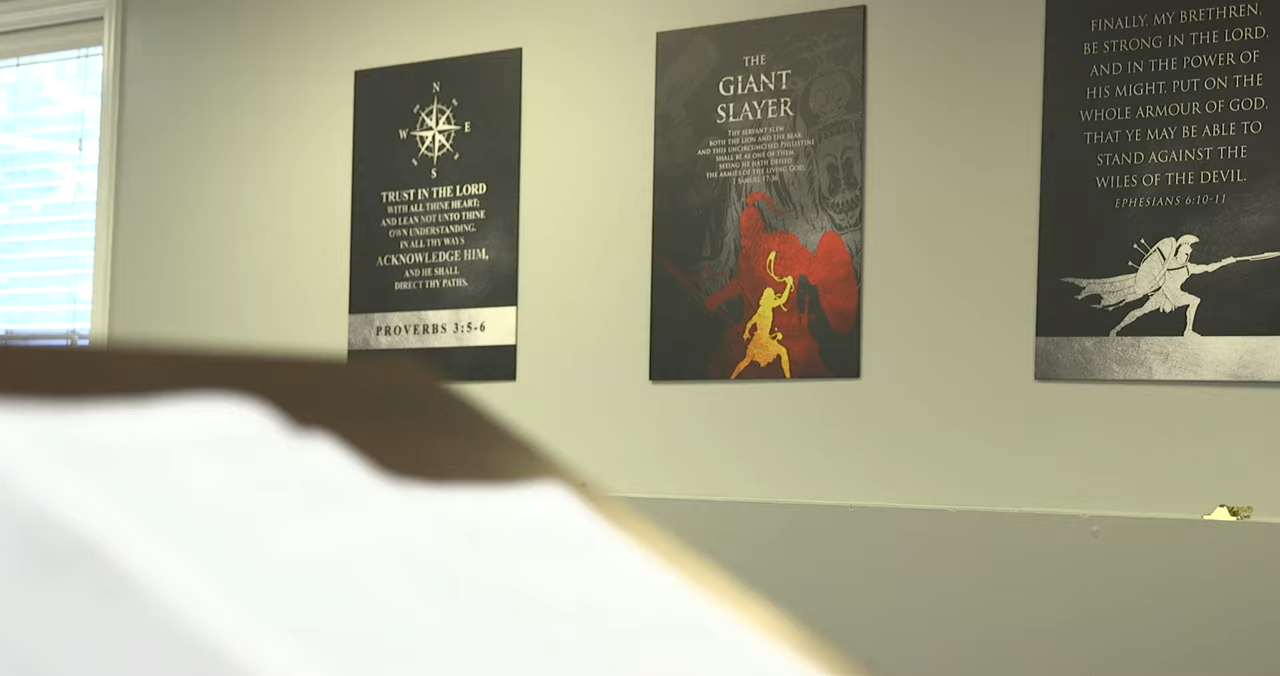 N
W E
S
TRUST IN THE LORD
WITH ALL THINE HEART;
AND LEAN NOT UNTO THINE
OWN UNDERSTANDING.
IN ALL THY WAYS
ACKNOWLEDGE HIM,
AND HE SHALL
DIRECT THY PATHS.
PROVERBS 3:5-6
THE
GIANT
SLAYER
THY SERVANT SLEW
BOTH THE LION AND THE BEAR:
AND THIS UNCIRCUMCISED PHILISTINE
SHALL BE AS ONE OF THEM,
SEEING HE HATH DEFIED
THE ARMIES OF THE LIVING GOD.
1 SAMUEL 17:36
FINALLY, MY BRETHREN,
BE STRONG IN THE LORD,
AND IN THE POWER OF
HIS MIGHT. PUT ON THE
WHOLE ARMOUR OF GOD,
THAT YE MAY BE ABLE TO
STAND AGAINST THE
WILES OF THE DEVIL.
EPHESIANS 6:10-11